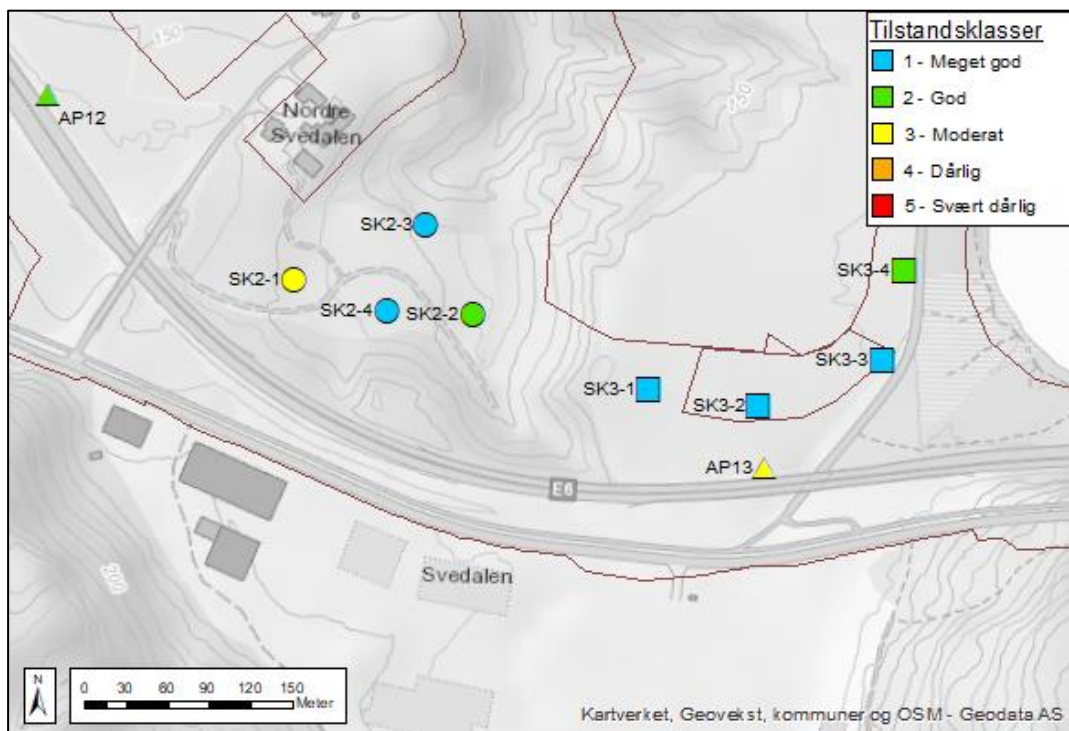 Tilstandsklasser
1 - Meget god
2 - God
3 - Moderat
4 - Dårlig
5 - Svært dårlig
150
AP12
Nordre
Svedalen
SK2-3
SK2-1
SK2-4
SK2-2
SK3-4
SK3-3
SK3-1
SK3-2
AP13
E6
Svedalen
200
N
0 30 60 90 120 150
Meter
Kartverket, Geovekst, kommuner og OSM - Geodata AS